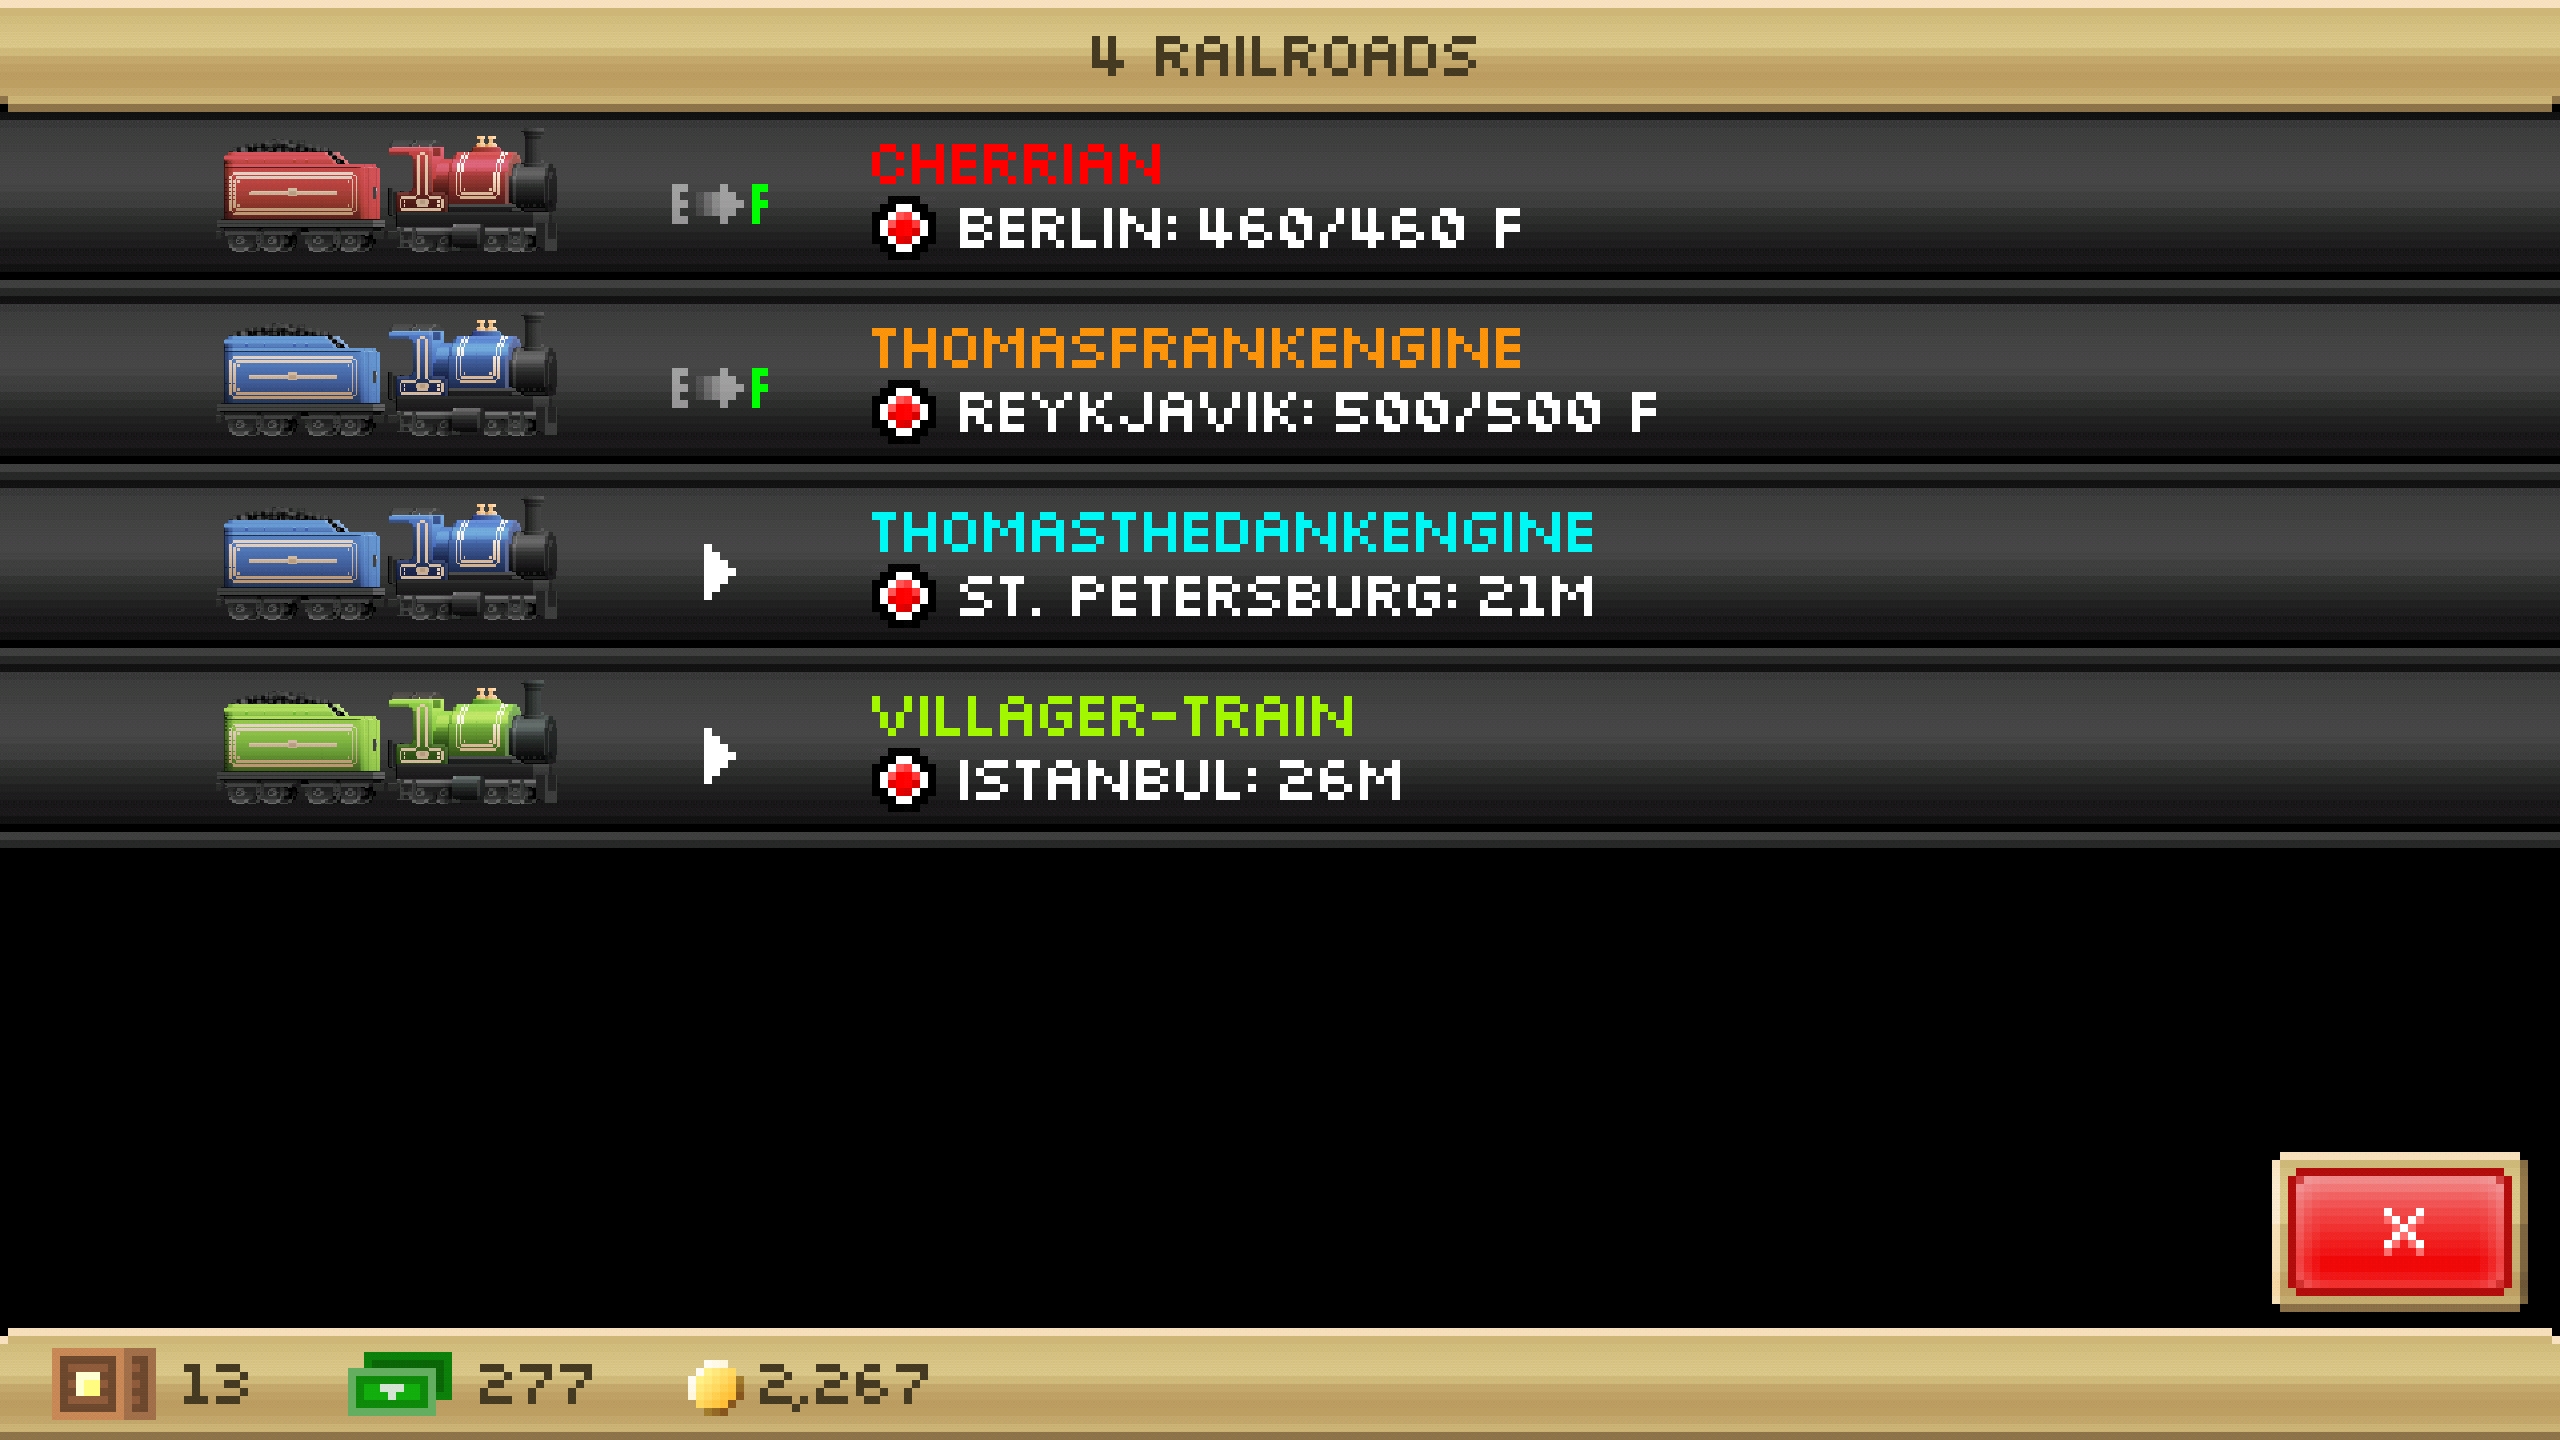 4 RAILROADS
CHERRIAN
E F
BERLIN: 460/460 F
THOMASFRANKENGINE
E F
REYKJAVIK: 500/500 F
THOMASTHEDANKENGINE
ST. PETERSBURG: 21M
VILLAGER-TRAIN
ISTANBUL: 26M
X
13 277 2,267